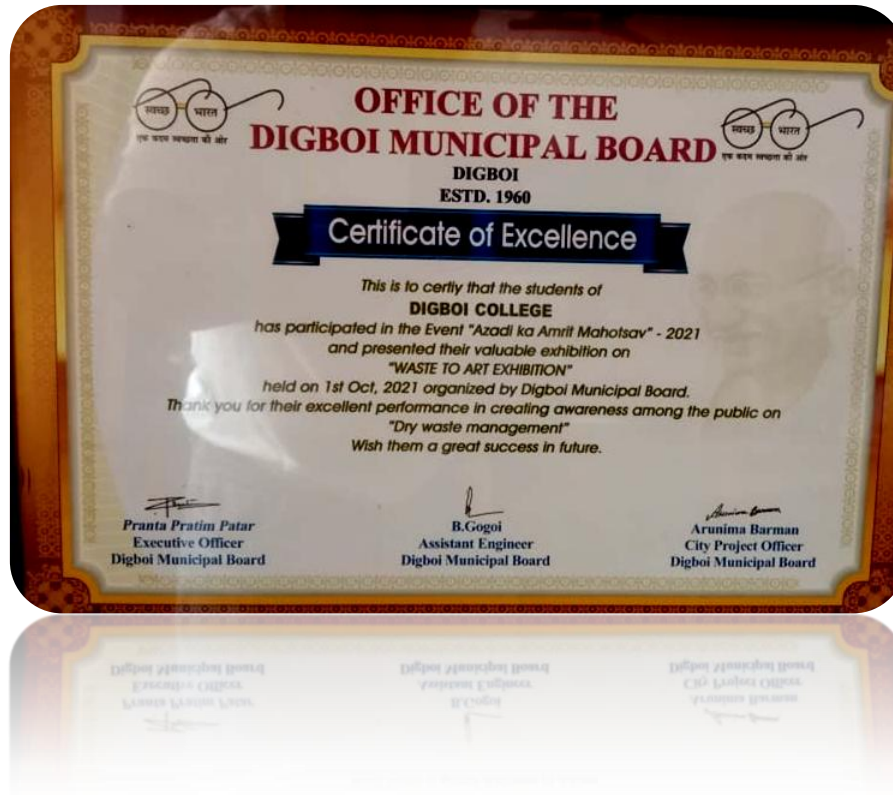 स्वच्छ भारत
एक कदम स्वच्छता की ओर
OFFICE OF THE
DIGBOI MUNICIPAL BOARD
स्वच्छ भारत
एक कदम स्वच्छता की ओर
DIGBOI
ESTD. 1960
Certificate of Excellence
This is to certiy that the students of
DIGBOI COLLEGE
has participated in the Event "Azadi ka Amrit Mahotsav" - 2021
and presented their valuable exhibition on
"WASTE TO ART EXHIBITION"
held on 1st Oct, 2021 organized by Digboi Municipal Board.
Thank you for their excellent performance in creating awareness among the public on
"Dry waste management"
Wish them a great success in future.
Pranta Pratim Patar
Executive Officer
Digboi Municipal Board
B.Gogoi
Assistant Engineer
Digboi Municipal Board
Arunima Barman
City Project Officer
Digboi Municipal Board